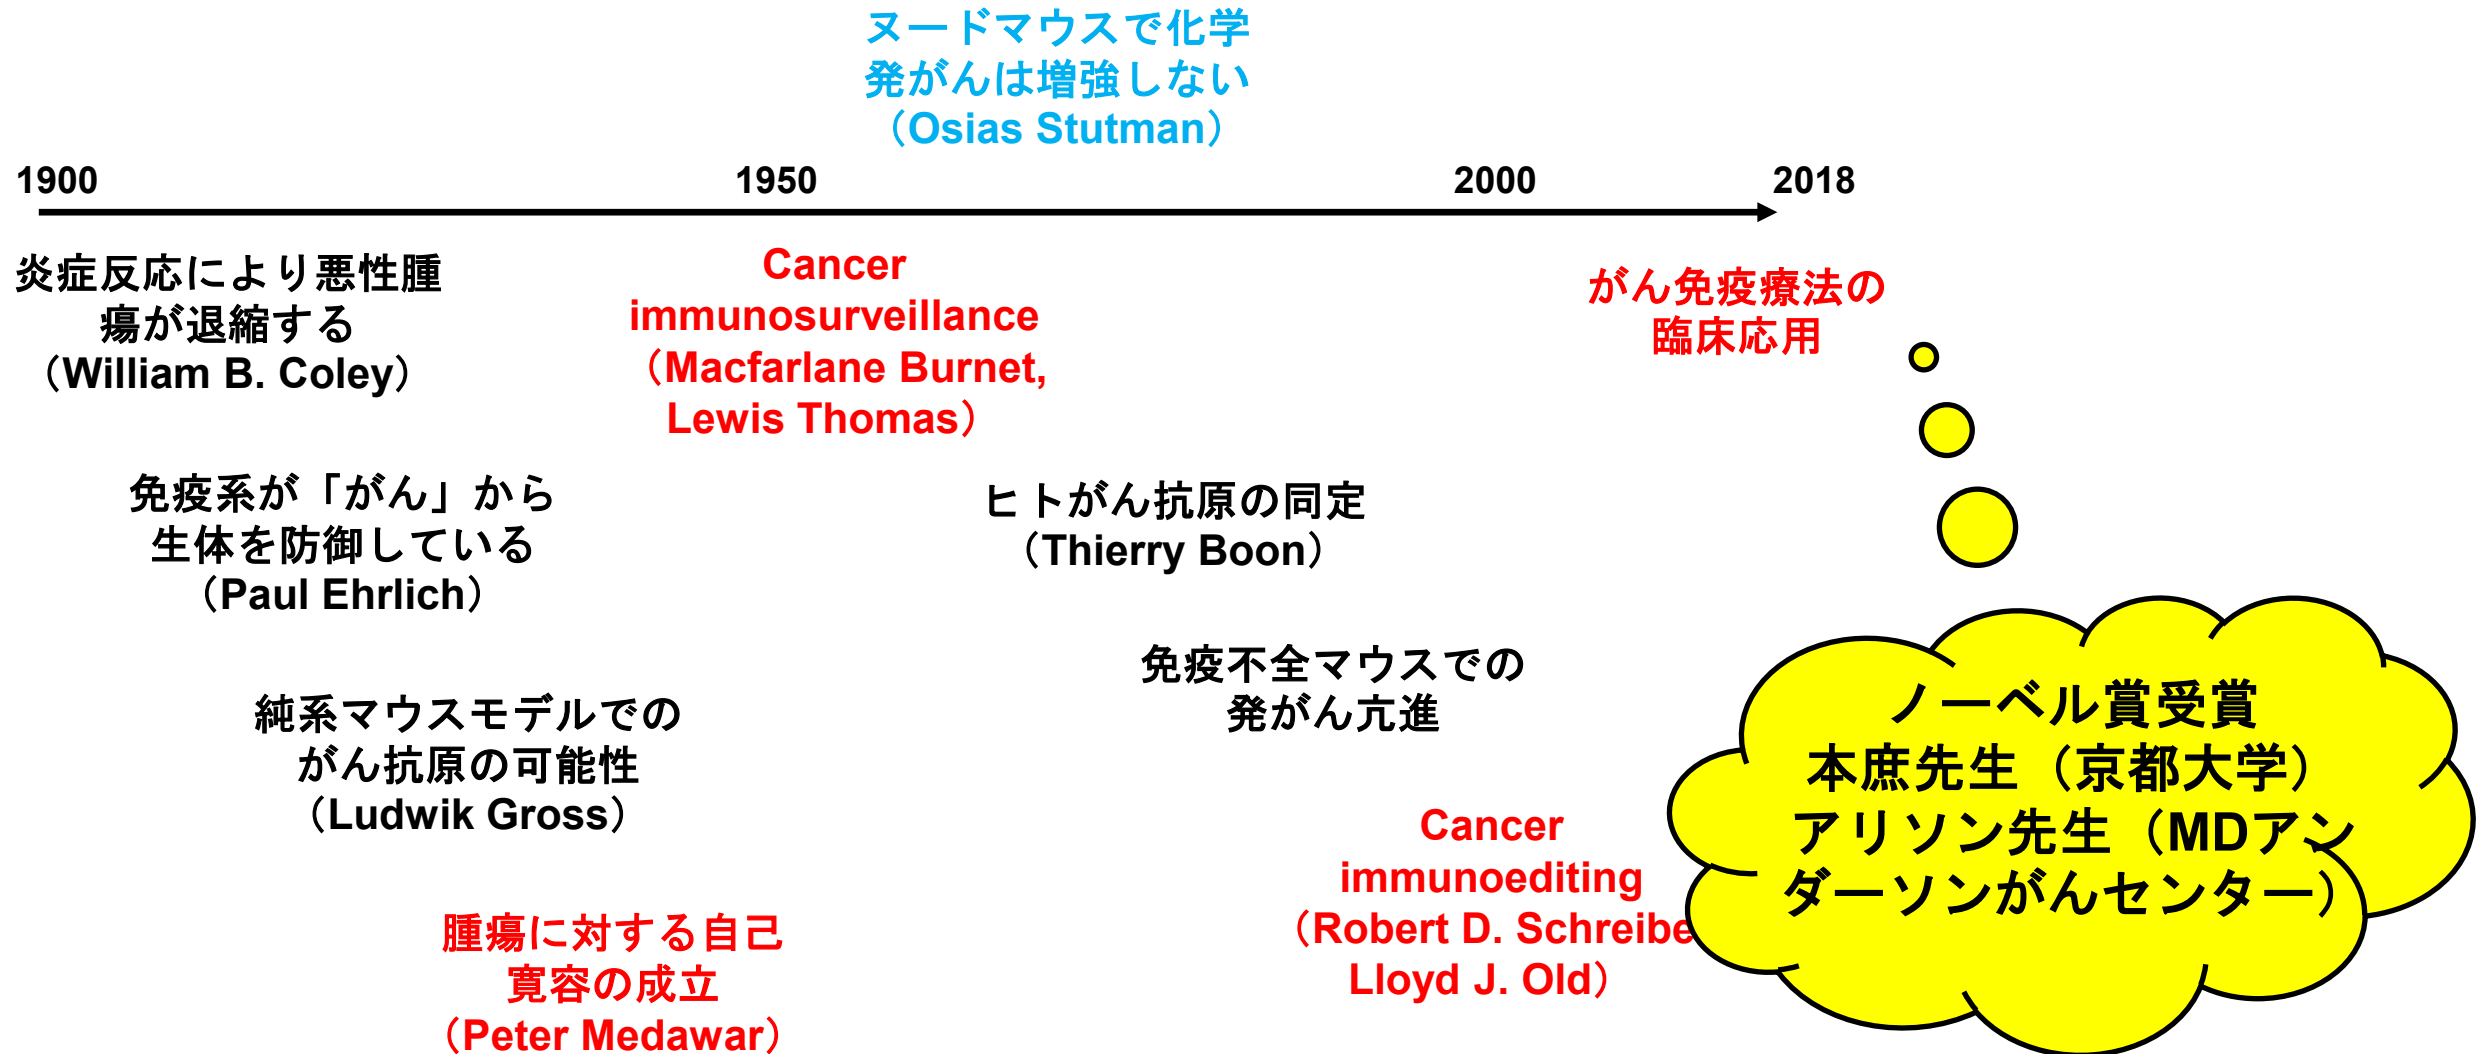 ヌードマウスで化学
発がんは増強しない
（Osias Stutman）
1900
1950
2000
2018
炎症反応により悪性腫
瘍が退縮する
（William B. Coley）
Cancer
immunosurveillance
（Macfarlane Burnet,
Lewis Thomas）
がん免疫療法の
臨床応用
免疫系が「がん」から
生体を防御している
（Paul Ehrlich）
ヒトがん抗原の同定
（Thierry Boon）
純系マウスモデルでの
がん抗原の可能性
（Ludwik Gross）
免疫不全マウスでの
発がん亢進
腫瘍に対する自己
寛容の成立
（Peter Medawar）
Cancer
immunoediting
（Robert D. Schreibe
Lloyd J. Old）
ノーベル賞受賞
本庶先生（京都大学）
アリソン先生（MDアン
ダーソンがんセンター）